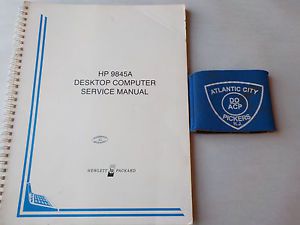 HP 9845A
DESKTOP COMPUTER
SERVICE MANUAL
HEWLETT PACKARD
ATLANTIC CITY
DO
ACP
PICKERS
N.J.